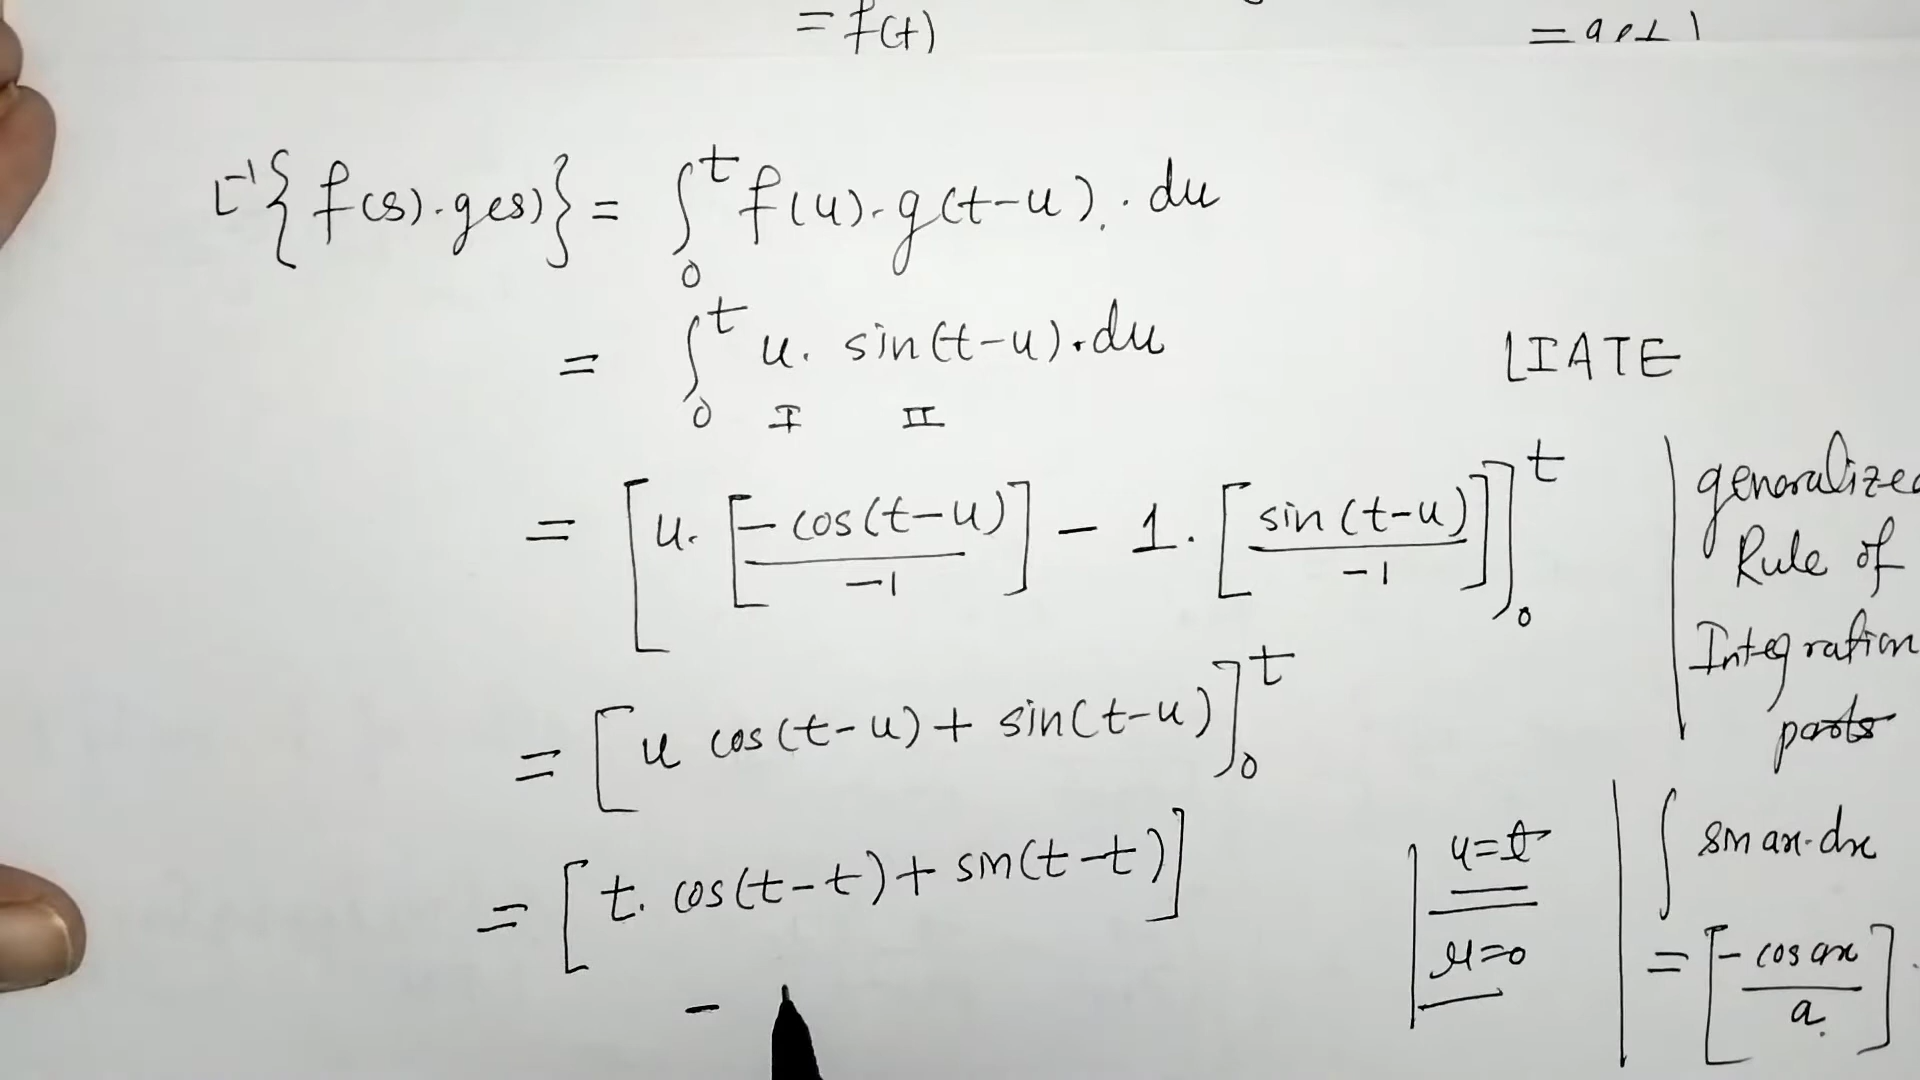 = f(t)
L⁻¹{ f(s).g(s)} = ∫₀ᵗ f(u).g(t-u).du
= ∫₀ᵗ u. sin(t-u).du
I II
LIATE
= [u. [-cos(t-u)/-1] - 1. [sin(t-u)/-1]]₀ᵗ
generalized
Rule of
Integration
parts
= [u cos(t-u) + sin(t-u)]₀ᵗ
= [t. cos(t-t) + sin(t-t)]
-
u=t
u=0
∫ sin ax.dx
= [-cos ax/a]